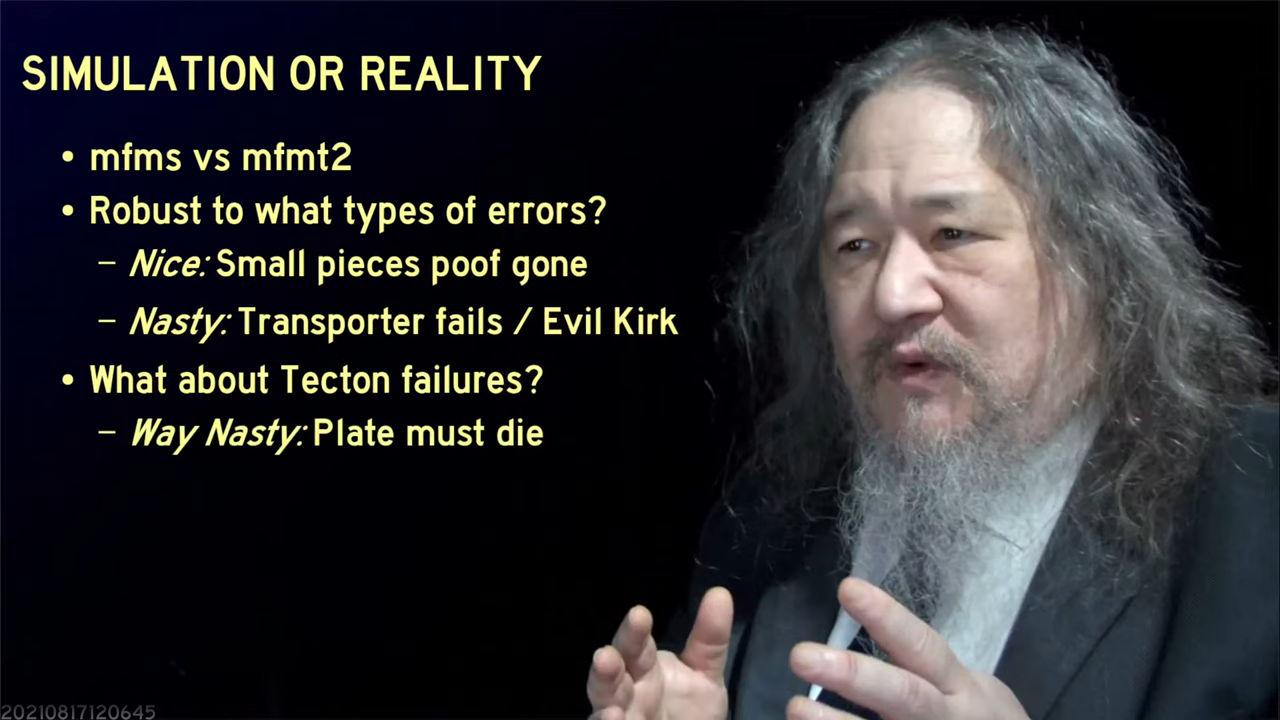 SIMULATION OR REALITY
• mfms vs mfmt2
• Robust to what types of errors?
– Nice: Small pieces poof gone
– Nasty: Transporter fails / Evil Kirk
• What about Tecton failures?
– Way Nasty: Plate must die
20210817120645